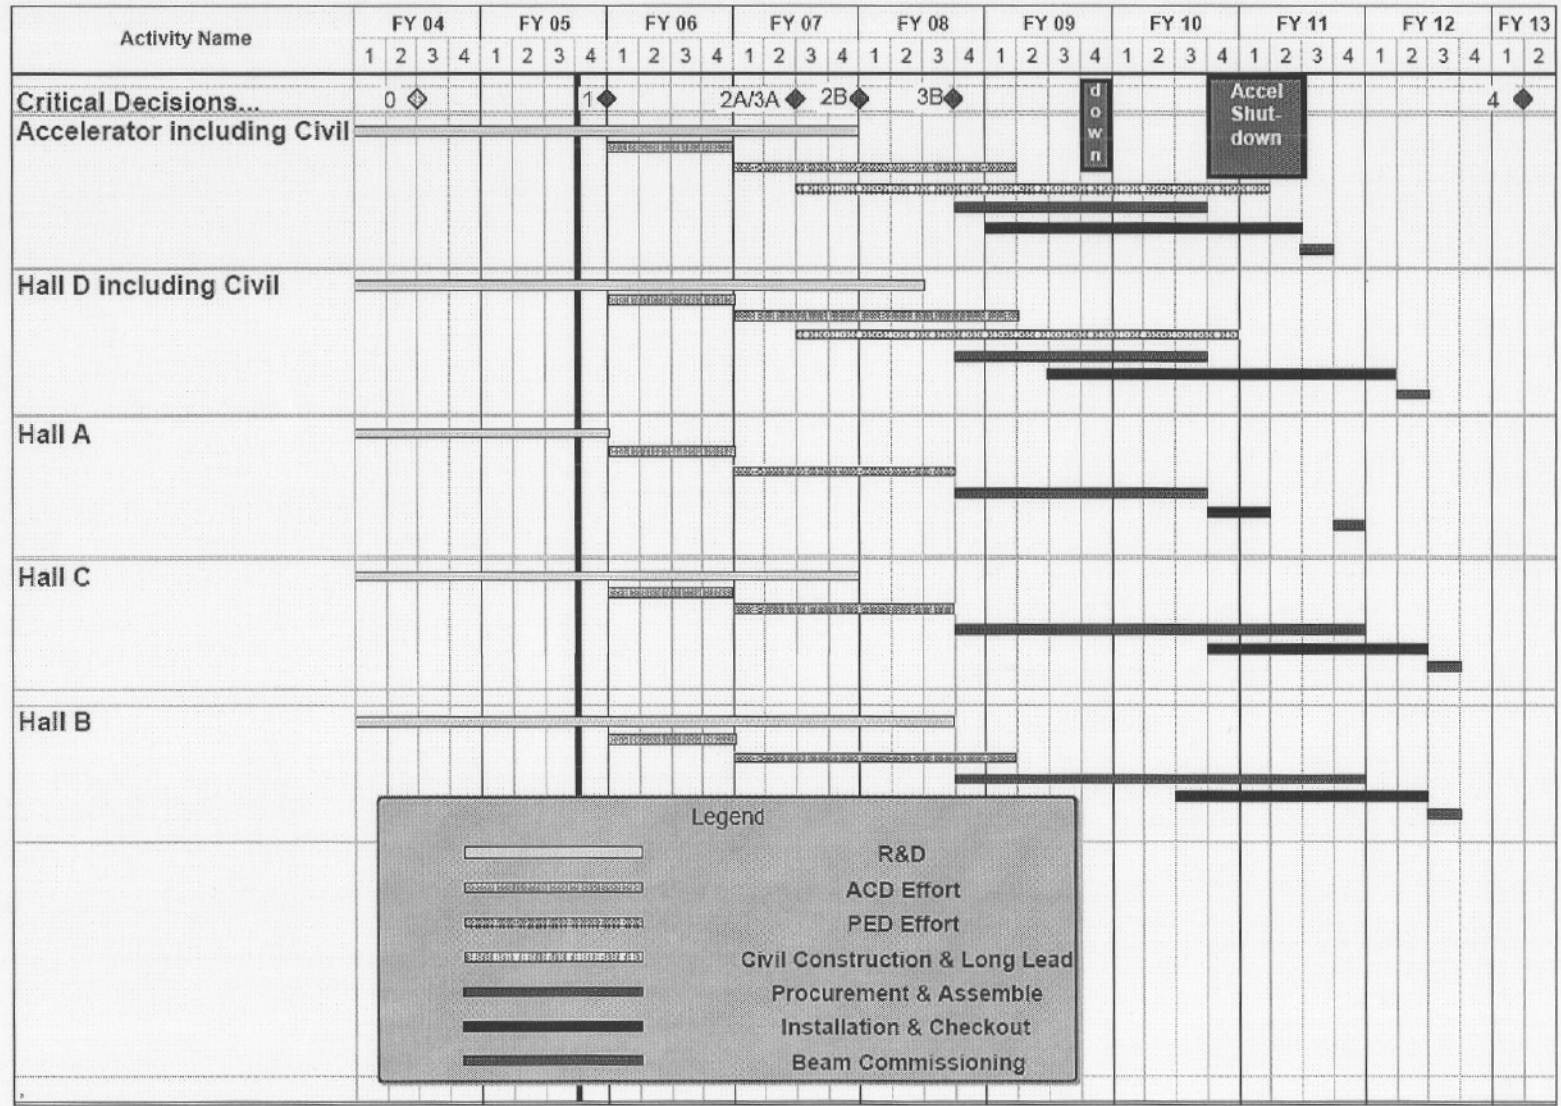 Activity Name FY 04 FY 05 FY 06 FY 07 FY 08 FY 09 FY 10 FY 11 FY 12 FY 13
1 2 3 4 1 2 3 4 1 2 3 4 1 2 3 4 1 2 3 4 1 2 3 4 1 2 3 4 1 2 3 4 1 2 3 4 1 2
Critical Decisions... 0 1 2A/3A 2B 3B 4
down
Accel
Shut-
down
Accelerator including Civil
Hall D including Civil
Hall A
Hall C
Hall B
Legend
R&D
ACD Effort
PED Effort
Civil Construction & Long Lead
Procurement & Assemble
Installation & Checkout
Beam Commissioning